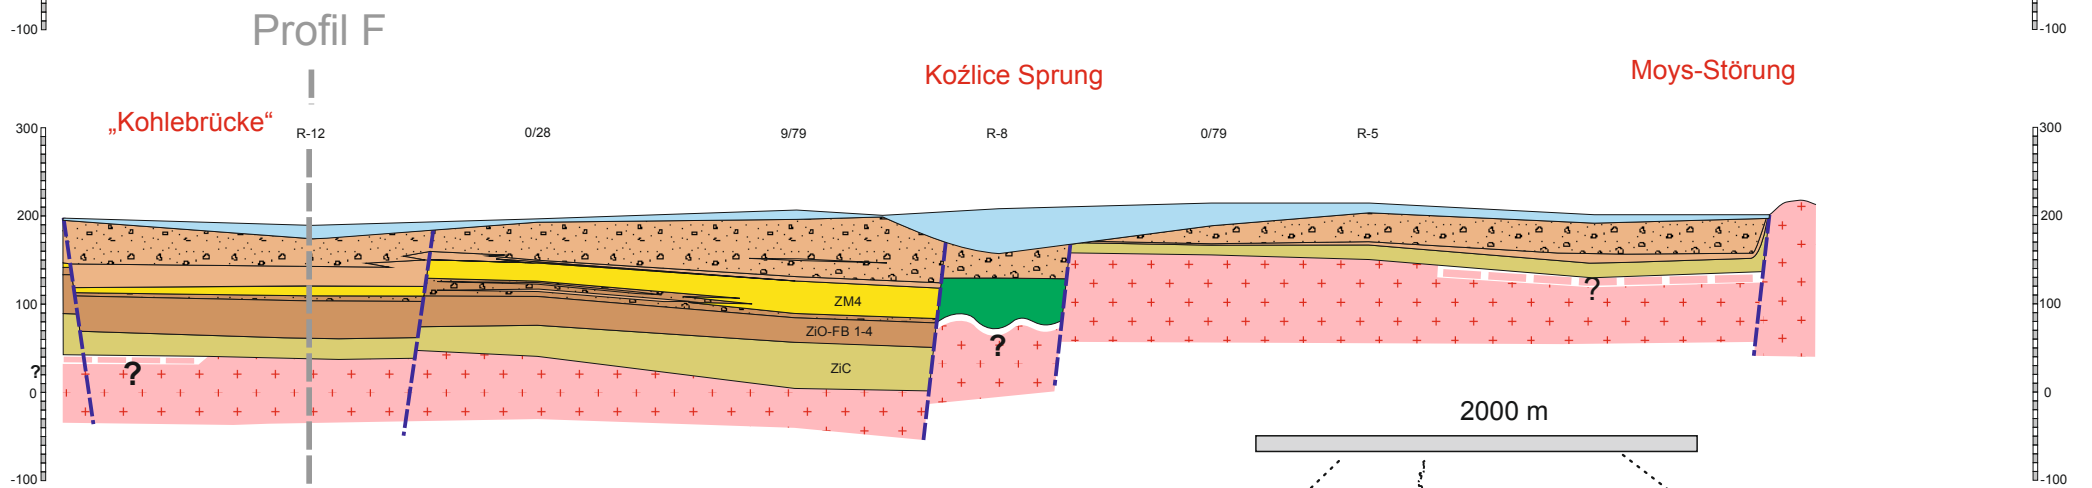 -100
-100
Profil F
Koźlice Sprung
Moys-Störung
„Kohlebrücke“
300
R-12
0/28
9/79
R-8
0/79
R-5
300
200
200
100
ZM4
100
ZiO-FB 1-4
?
?
?
?
ZiC
0
0
2000 m
-100
-100